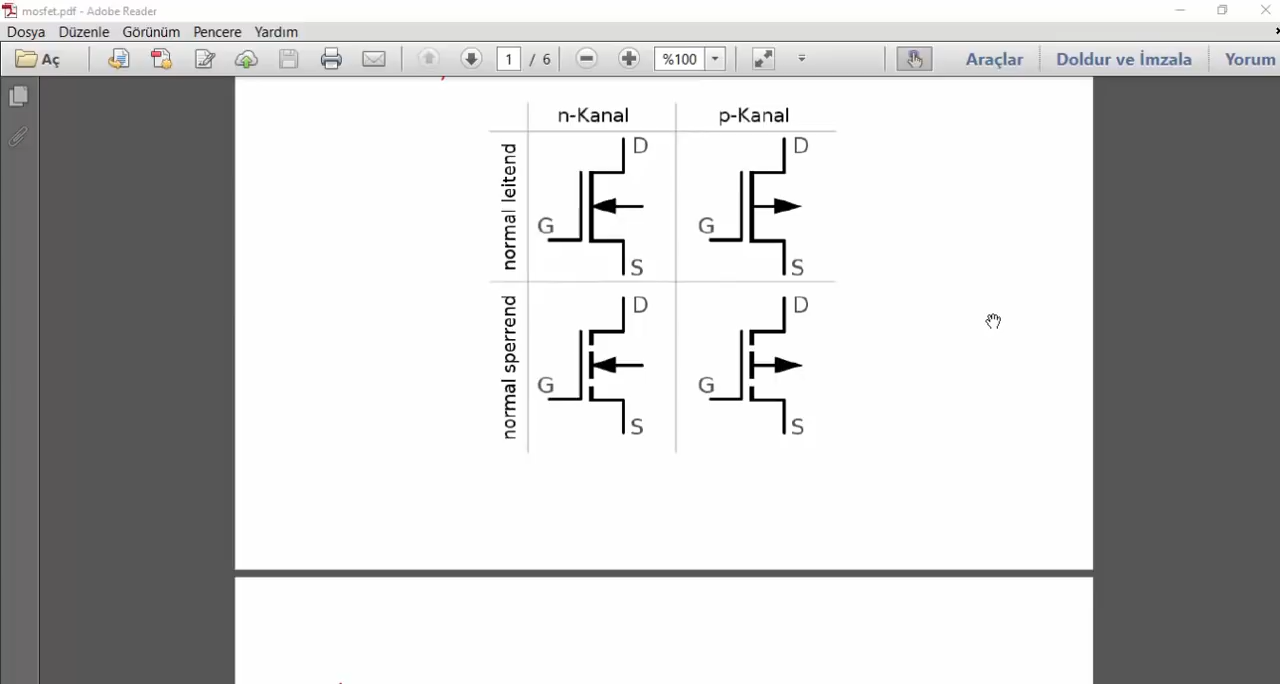 mosfet.pdf - Adobe Reader
Dosya Düzenle Görünüm Pencere Yardım
Aç 1 / 6 %100 Araçlar Doldur ve İmzala Yorum
n-Kanal p-Kanal
normal leitend
D D
G G
S S
normal sperrend
D D
G G
S S